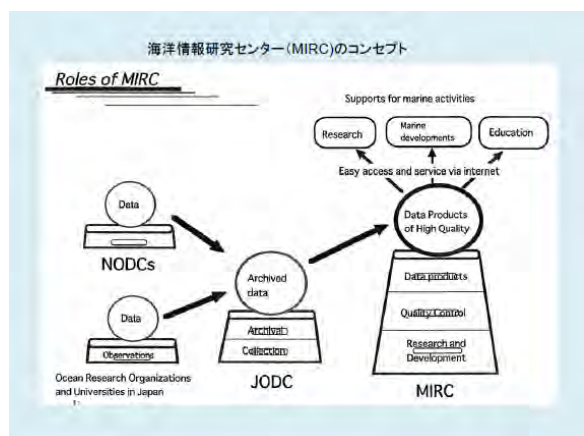 海洋情報研究センター(MIRC)のコンセプト
Roles of MIRC
Supports for marine activities
Research
Marine
developments
Education
Easy access and service via internet
Data
NODCs
Data Products
of High Quality
Archived
data
Data products
Quality Control
Research and
Development
MIRC
Archival
Collection
JODC
Data
Observations
Ocean Research Organizations
and Universities in Japan